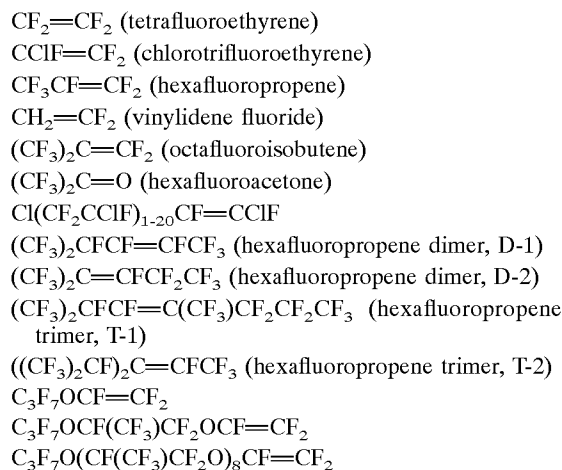 CF₂=CF₂ (tetrafluoroethyrene)
CClF=CF₂ (chlorotrifluoroethyrene)
CF₃CF=CF₂ (hexafluoropropene)
CH₂=CF₂ (vinylidene fluoride)
(CF₃)₂C=CF₂ (octafluoroisobutene)
(CF₃)₂C=O (hexafluoroacetone)
Cl(CF₂CClF)₁₋₂₀CF=CClF
(CF₃)₂CFCF=CFCF₃ (hexafluoropropene dimer, D-1)
(CF₃)₂C=CFCF₂CF₃ (hexafluoropropene dimer, D-2)
(CF₃)₂CFCF=C(CF₃)CF₂CF₂CF₃ (hexafluoropropene
trimer, T-1)
((CF₃)₂CF)₂C=CFCF₃ (hexafluoropropene trimer, T-2)
C₃F₇OCF=CF₂
C₃F₇OCF(CF₃)CF₂OCF=CF₂
C₃F₇O(CF(CF₃)CF₂O)₈CF=CF₂